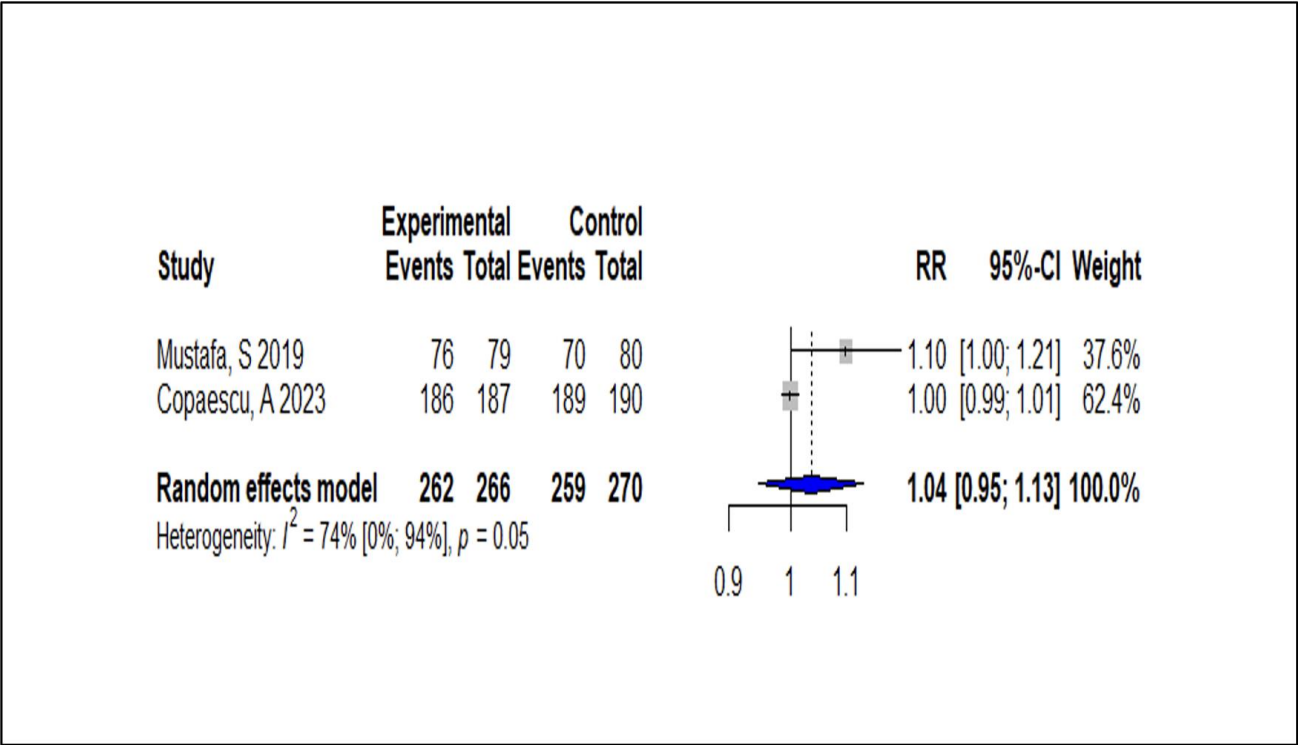 Experimental Control
Study Events Total Events Total RR 95%-CI Weight
Mustafa, S 2019 76 79 70 80 1.10 [1.00; 1.21] 37.6%
Copaescu, A 2023 186 187 189 190 1.00 [0.99; 1.01] 62.4%
Random effects model 262 266 259 270 1.04 [0.95; 1.13] 100.0%
Heterogeneity: I² = 74% [0%; 94%], p = 0.05
0.9 1 1.1